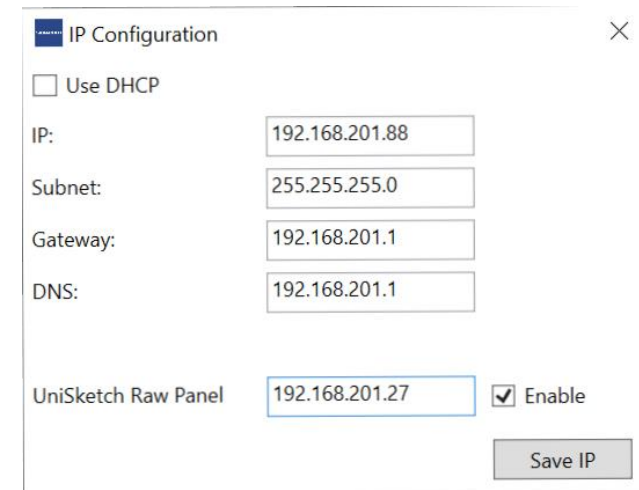 IP Configuration
Use DHCP
IP: 192.168.201.88
Subnet: 255.255.255.0
Gateway: 192.168.201.1
DNS: 192.168.201.1
UniSketch Raw Panel 192.168.201.27 Enable
Save IP